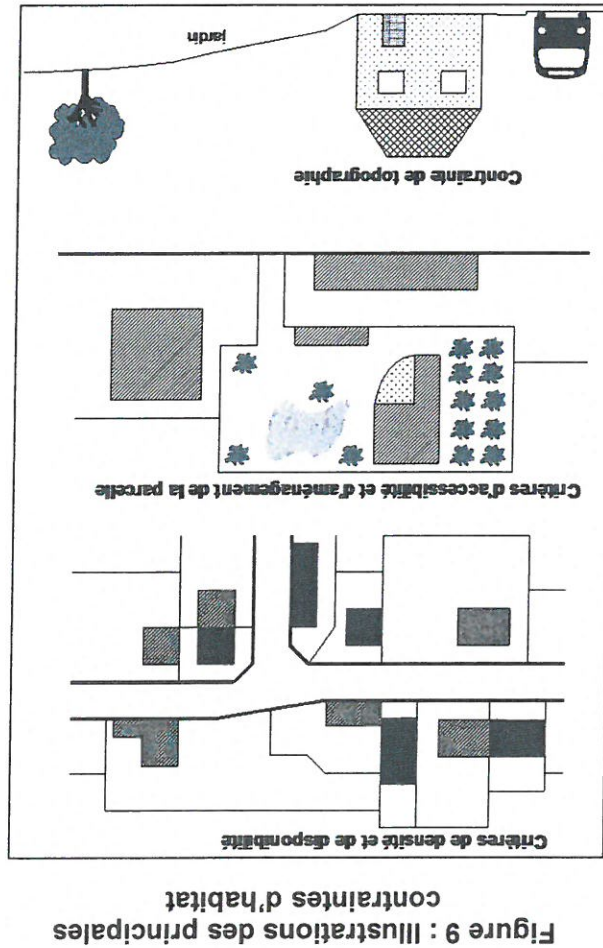 Figure 9 : Illustrations des principales
contraintes d'habitat
Critères de densité et de disponibilité
Critères d'accessibilité et d'aménagement de la parcelle
Contrainte de topographie
jardin